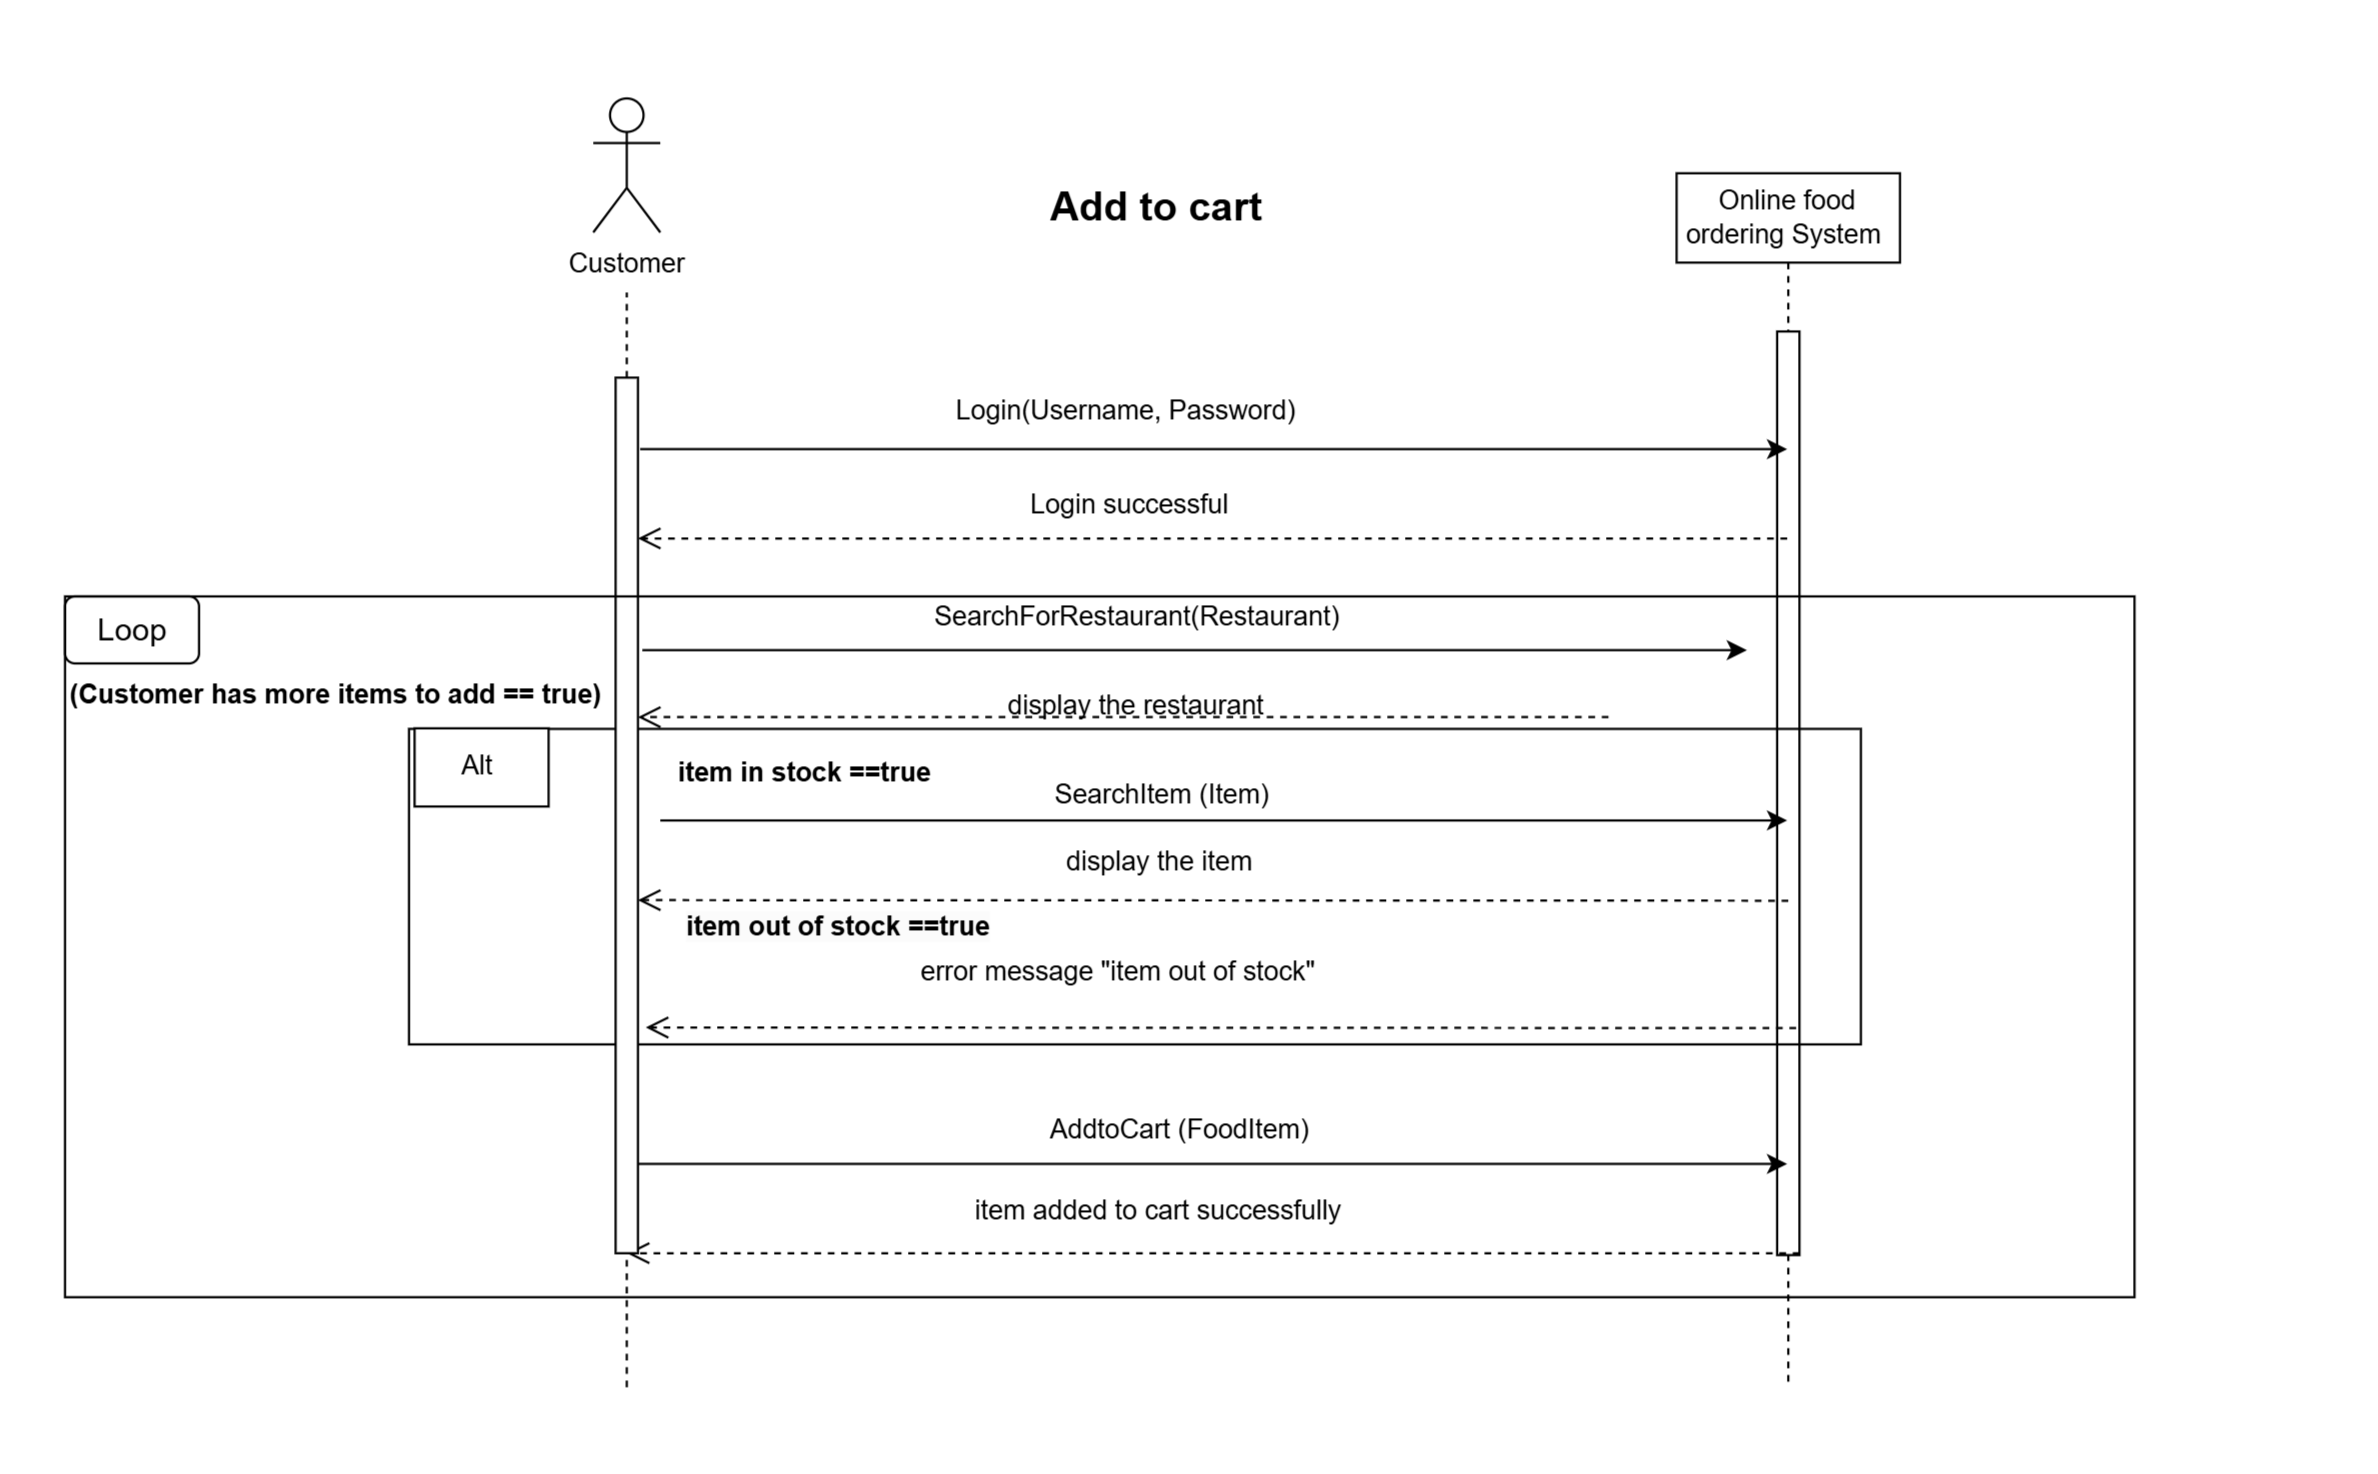 Add to cart
Customer
Online food
ordering System
Login(Username, Password)
Login successful
Loop
SearchForRestaurant(Restaurant)
(Customer has more items to add == true)
display the restaurant
Alt
item in stock ==true
SearchItem (Item)
display the item
item out of stock ==true
error message "item out of stock"
AddtoCart (FoodItem)
item added to cart successfully